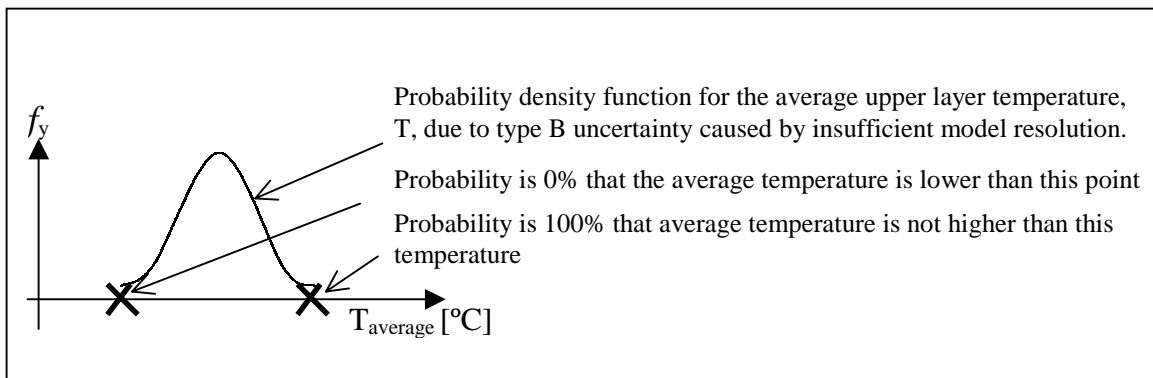 Probability density function for the average upper layer temperature,
T, due to type B uncertainty caused by insufficient model resolution.
fy
Probability is 0% that the average temperature is lower than this point
Probability is 100% that average temperature is not higher than this
temperature
Taverage [ºC]